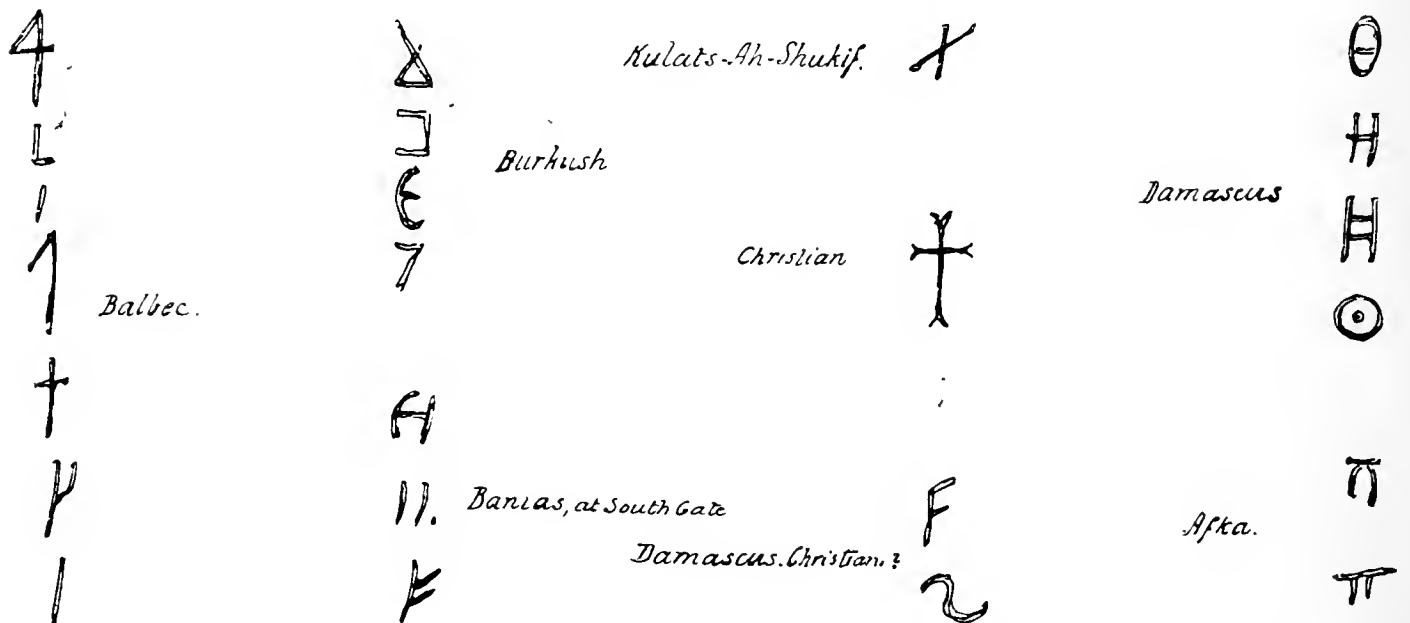 Kulats-Ah-Shukif.
Burkush
Damascus
Christian
Balbec.
Banias, at South Gate
Afka.
Damascus. Christian. ?